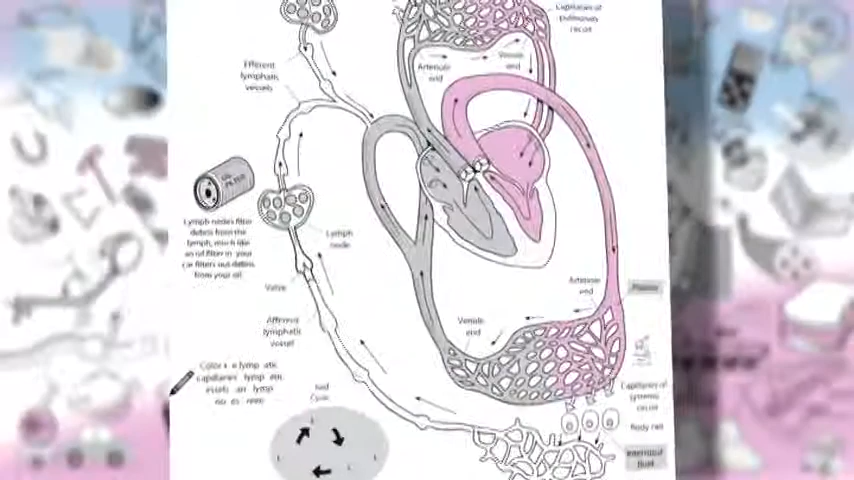 Capillaries of
pulmonary
circuit
Arteriole
end
Venule
end
Efferent
lymphatic
vessels
OIL
FILTER
Lymph nodes filter
debris from the
lymph, much like
an oil filter in your
car filters out debris
from your oil.
Lymph
node
Valve
Afferent
lymphatic
vessel
Arteriole
end
Plasma
Venule
end
Capillaries of
systemic
circuit
Body cell
Interstitial
fluid